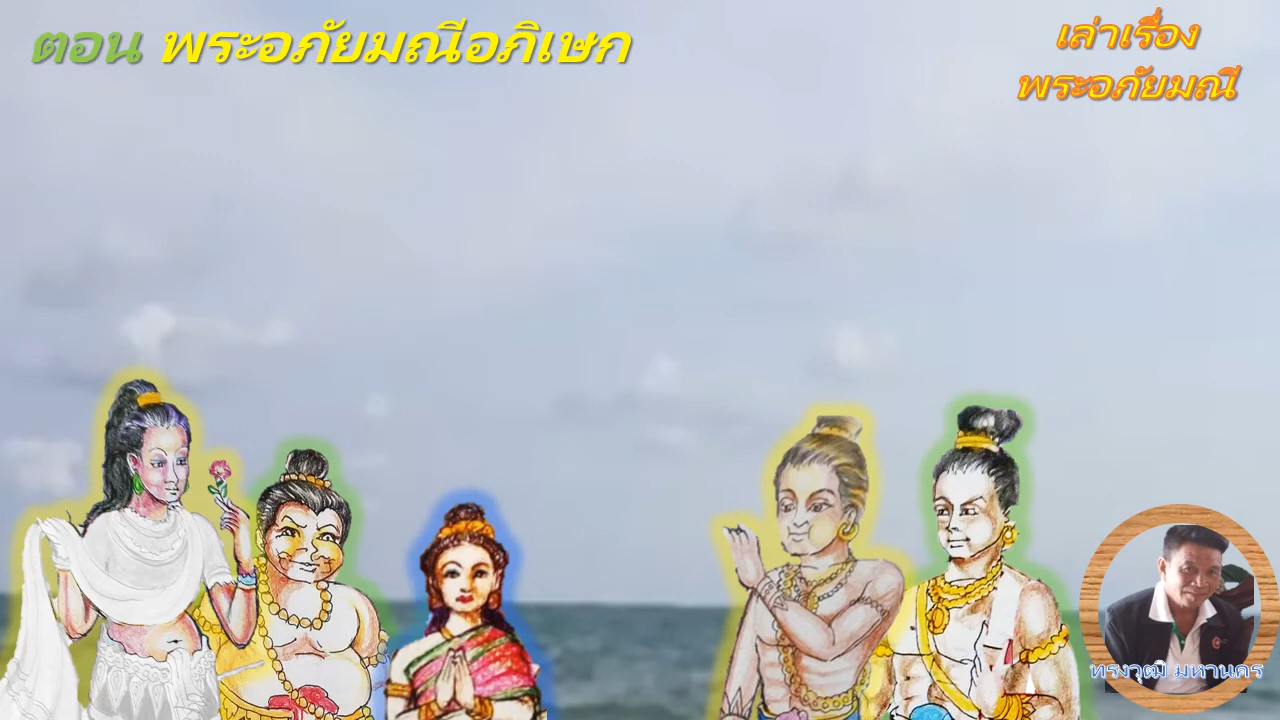 ตอน พระอภัยมณีอภิเษก
เล่าเรื่อง
พระอภัยมณี
ทรงวุฒิ มหานคร